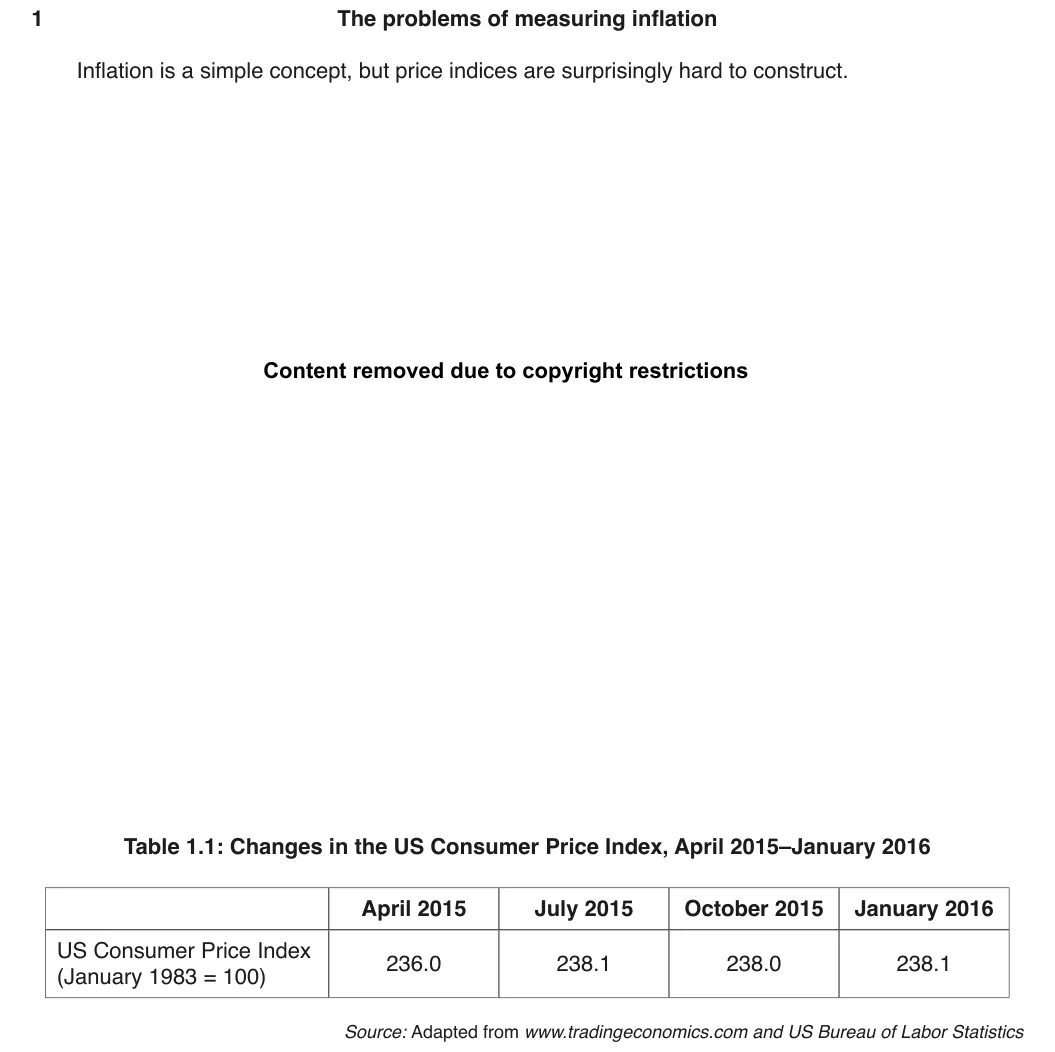 1 The problems of measuring inflation
Inflation is a simple concept, but price indices are surprisingly hard to construct.
Content removed due to copyright restrictions
Table 1.1: Changes in the US Consumer Price Index, April 2015–January 2016
April 2015 July 2015 October 2015 January 2016
US Consumer Price Index
(January 1983 = 100) 236.0 238.1 238.0 238.1
Source: Adapted from www.tradingeconomics.com and US Bureau of Labor Statistics